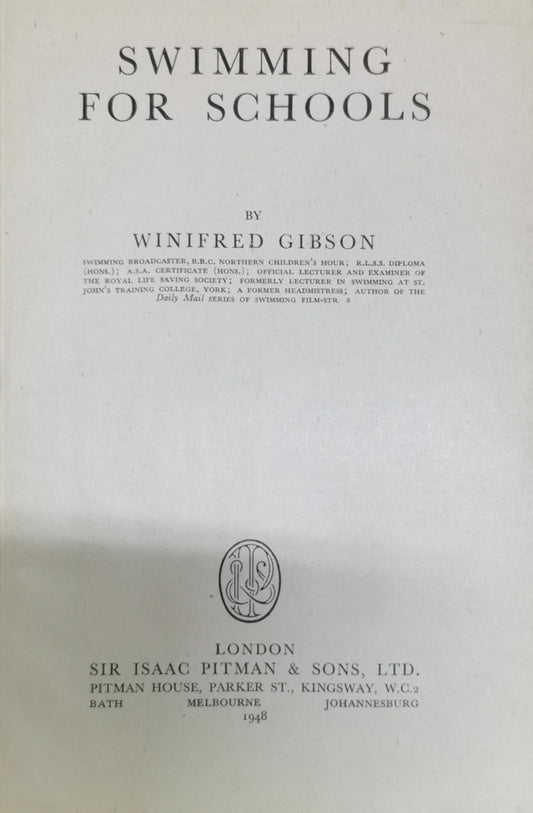 SWIMMING
FOR SCHOOLS
BY
WINIFRED GIBSON
SWIMMING BROADCASTER, B.B.C. NORTHERN CHILDREN'S HOUR; R.L.S.S. DIPLOMA
(HONS.); A.S.A. CERTIFICATE (HONS.); OFFICIAL LECTURER AND EXAMINER OF
THE ROYAL LIFE SAVING SOCIETY; FORMERLY LECTURER IN SWIMMING AT ST.
JOHN'S TRAINING COLLEGE, YORK; A FORMER HEADMISTRESS; AUTHOR OF THE
Daily Mail SERIES OF SWIMMING FILM-STR S
LONDON
SIR ISAAC PITMAN & SONS, LTD.
PITMAN HOUSE, PARKER ST., KINGSWAY, W.C.2
BATH MELBOURNE JOHANNESBURG
1948